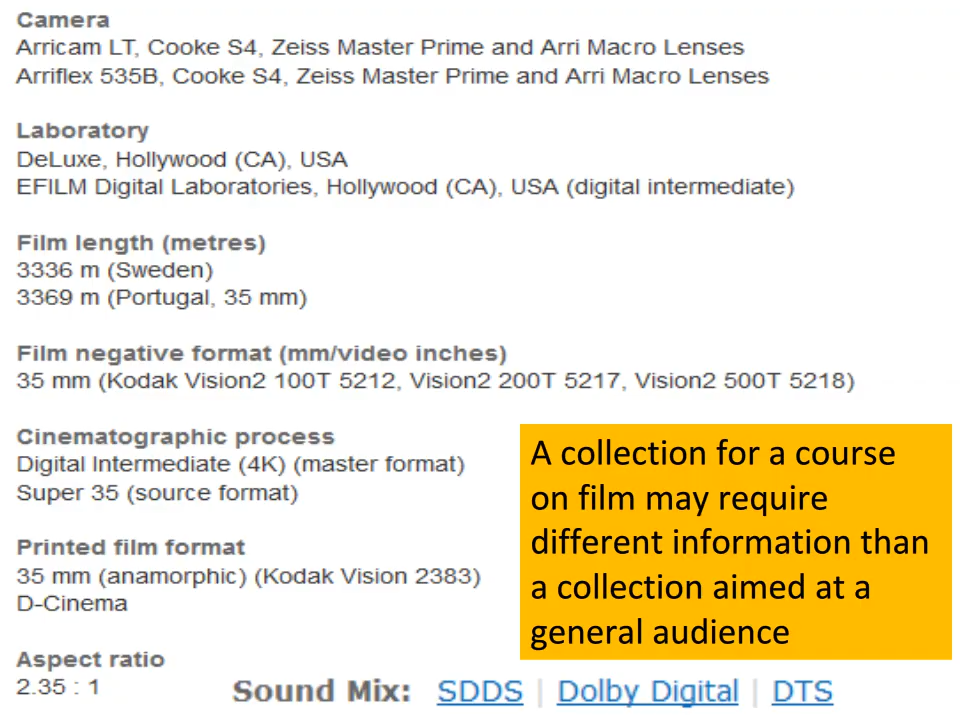 Camera
Arricam LT, Cooke S4, Zeiss Master Prime and Arri Macro Lenses
Arriflex 535B, Cooke S4, Zeiss Master Prime and Arri Macro Lenses
Laboratory
DeLuxe, Hollywood (CA), USA
EFILM Digital Laboratories, Hollywood (CA), USA (digital intermediate)
Film length (metres)
3336 m (Sweden)
3369 m (Portugal, 35 mm)
Film negative format (mm/video inches)
35 mm (Kodak Vision2 100T 5212, Vision2 200T 5217, Vision2 500T 5218)
Cinematographic process
Digital Intermediate (4K) (master format)
Super 35 (source format)
Printed film format
35 mm (anamorphic) (Kodak Vision 2383)
D-Cinema
Aspect ratio
2.35 : 1
A collection for a course
on film may require
different information than
a collection aimed at a
general audience
Sound Mix: SDDS | Dolby Digital | DTS